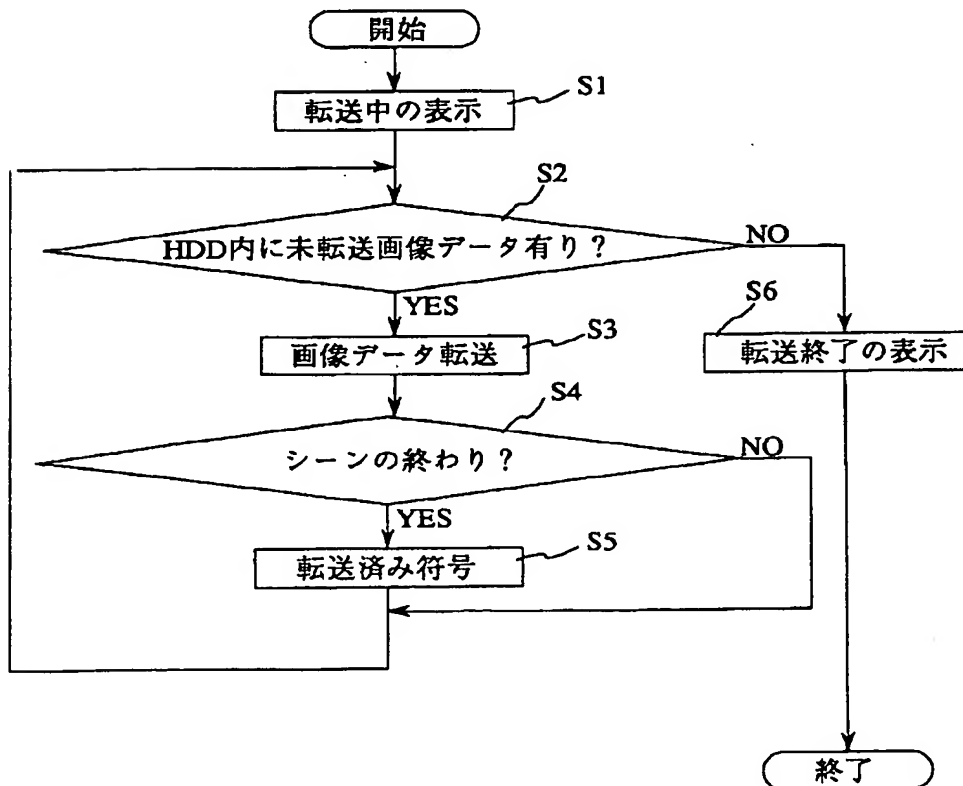 開始
S1
転送中の表示
S2
HDD内に未転送画像データ有り?
NO
YES
S6
転送終了の表示
S3
画像データ転送
S4
シーンの終わり?
NO
YES
S5
転送済み符号
終了